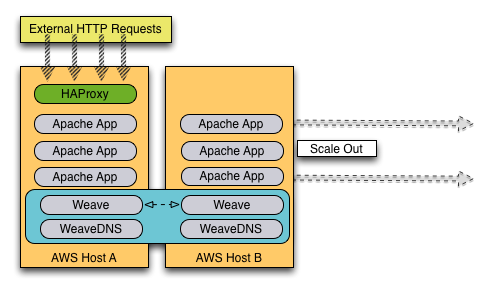 External HTTP Requests
HAProxy
Apache App
Apache App
Apache App
Apache App
Apache App
Scale Out
Apache App
Weave
Weave
WeaveDNS
WeaveDNS
AWS Host A
AWS Host B